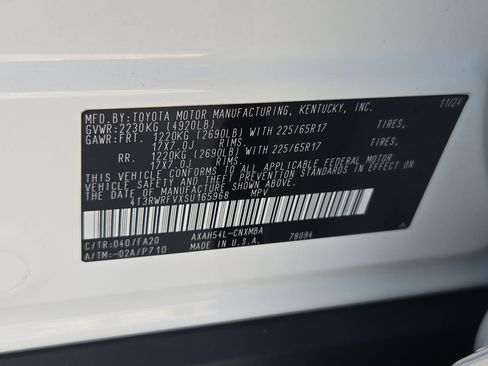 MFD.BY:TOYOTA MOTOR MANUFACTURING, KENTUCKY, INC. 11/24
GVWR:2230KG (4920LB)
GAWR:FRT. 1220KG (2690LB) WITH 225/65R17 TIRES,
17X7.0J RIMS,
RR. 1220KG (2690LB) WITH 225/65R17 TIRES,
17X7.0J RIMS.
THIS VEHICLE CONFORMS TO ALL APPLICABLE FEDERAL MOTOR
VEHICLE SAFETY AND THEFT PREVENTION STANDARDS IN
EFFECT ON THE DATE OF MANUFACTURE SHOWN ABOVE.
4T3RWRFVXSU165968 MPV
C/TR:040/FA20 AXAH54L-CNXMBA 78094
A/TM:-02A/P710